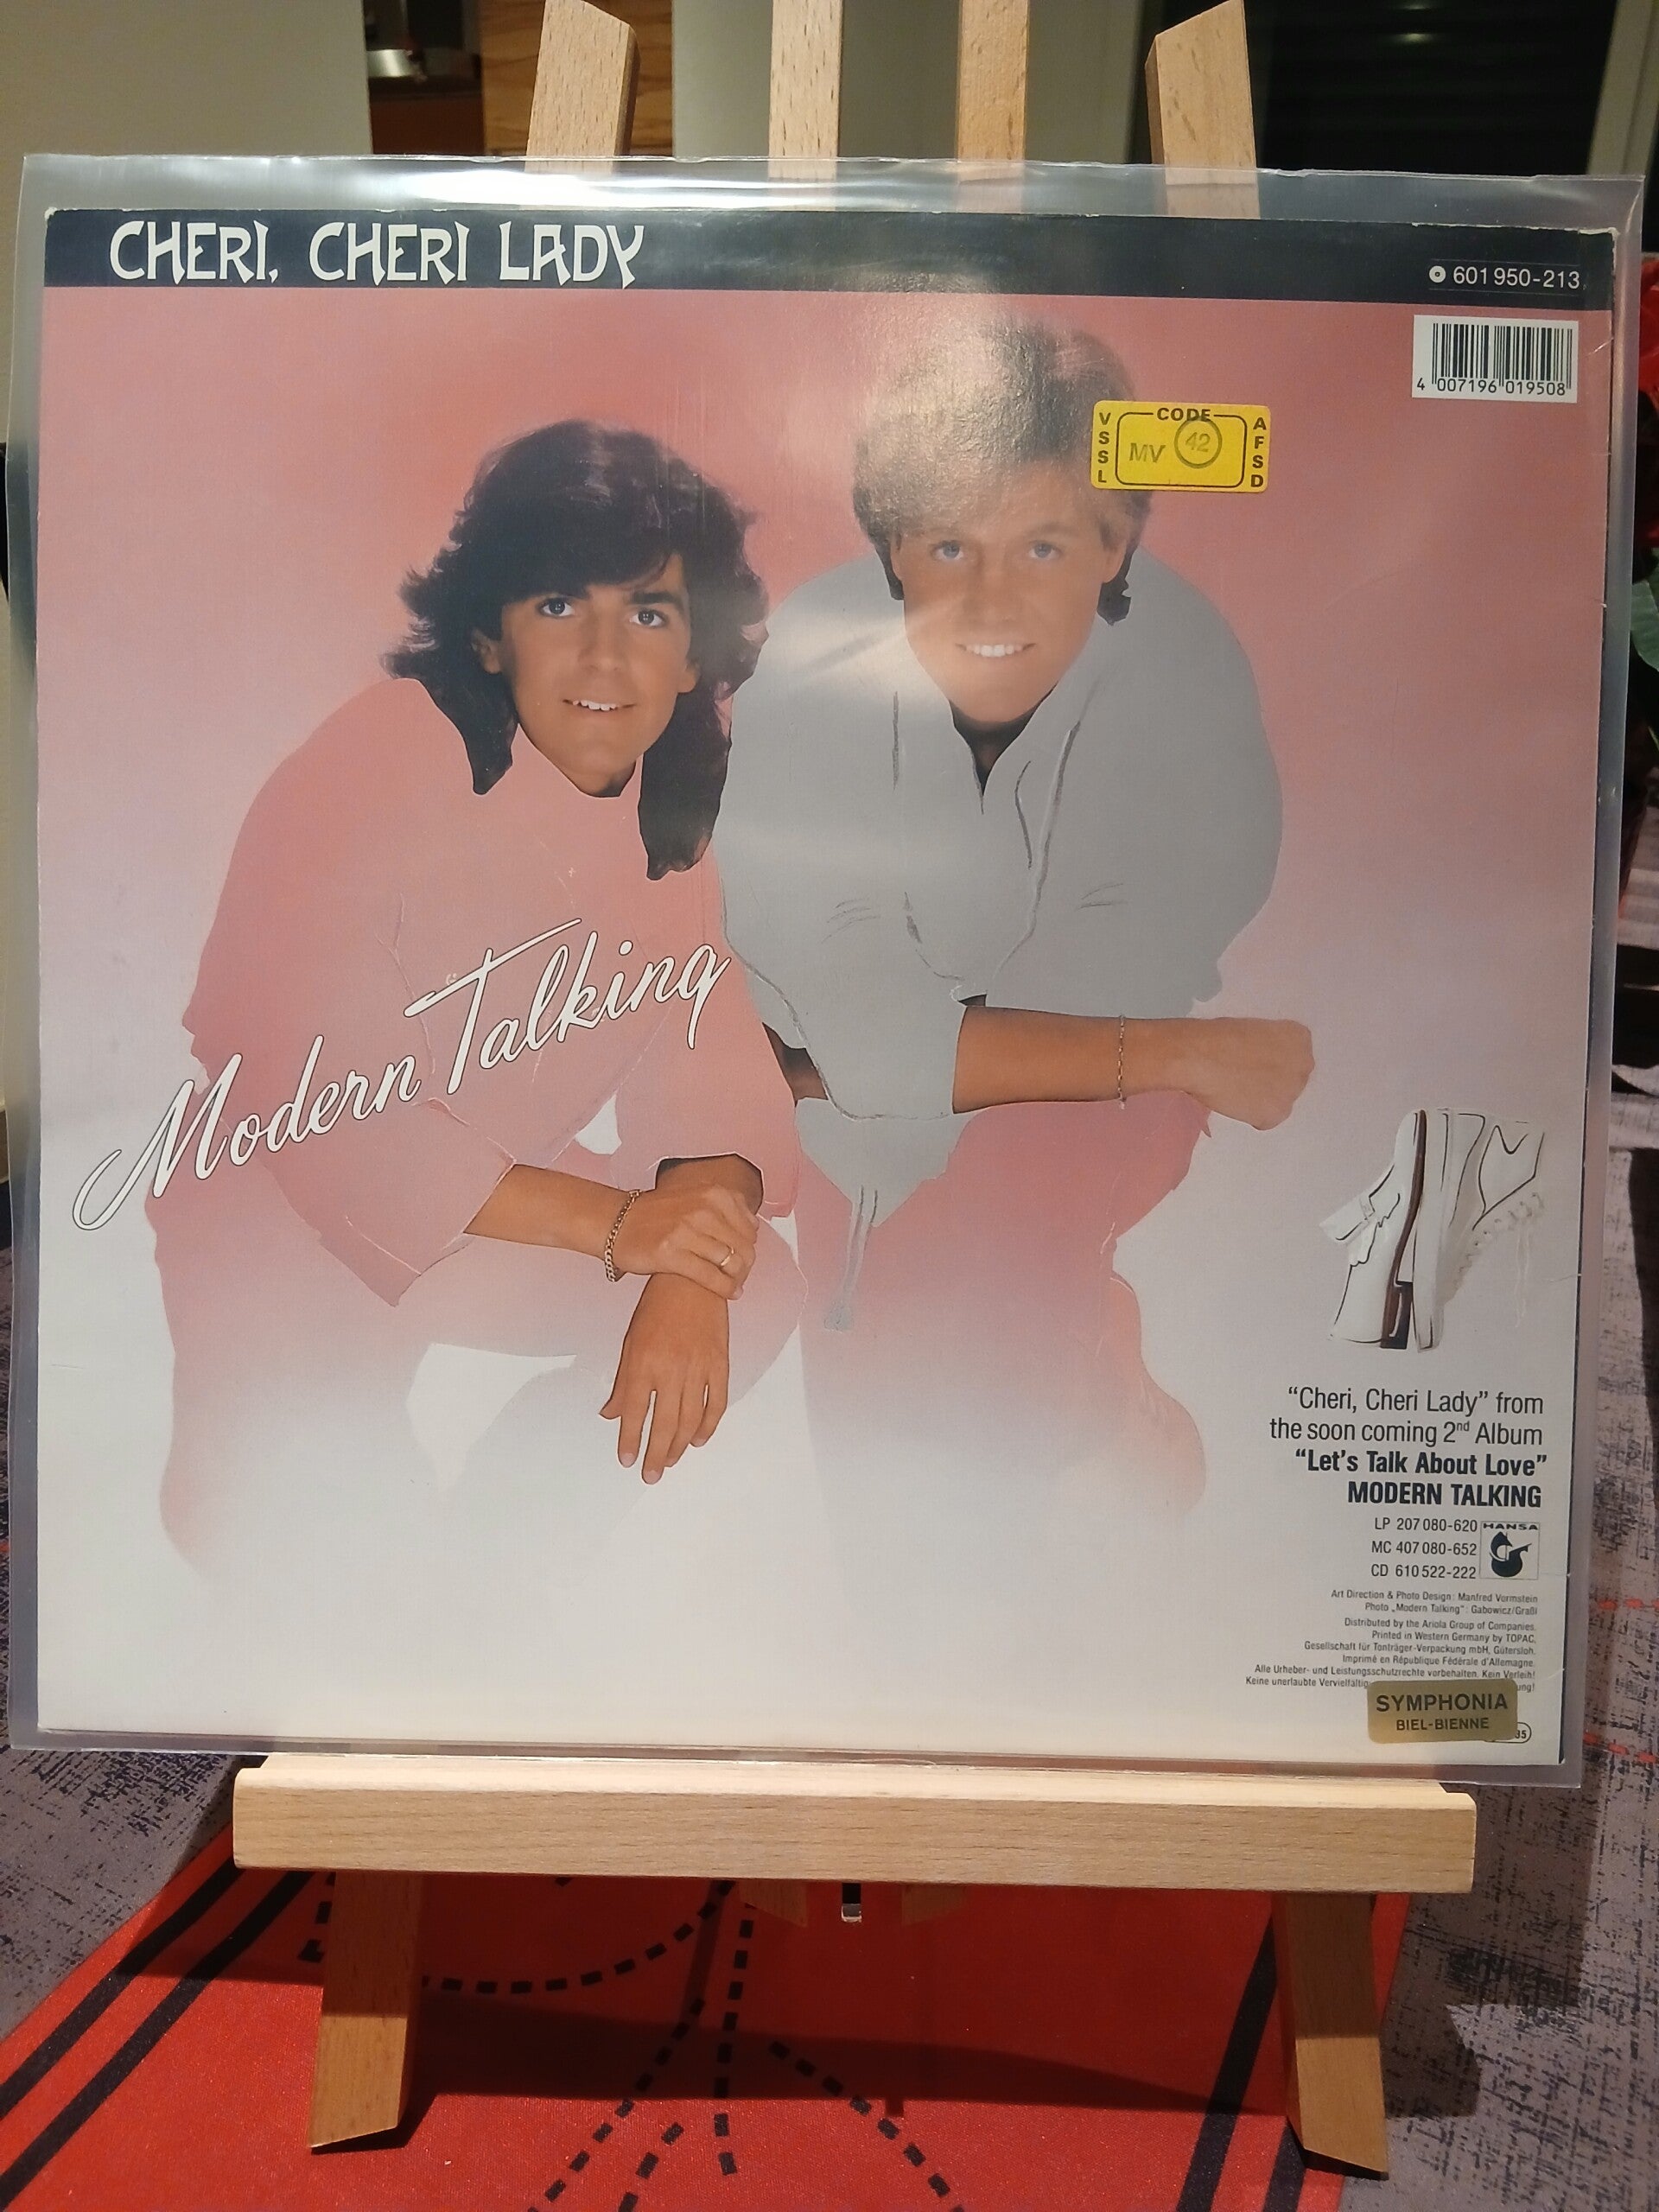 CHERI, CHERI LADY
601 950-213
4 007196 019508
VSSL
CODE
MV 42
AFSD
Modern Talking
“Cheri, Cheri Lady” from
the soon coming 2nd Album
“Let’s Talk About Love”
MODERN TALKING
LP 207 080-620
MC 407 080-652
CD 610 522-222
HANSA
Art Direction & Photo Design: Manfred Vormstein
Photo „Modern Talking“: Gabowicz/Graßl
Distributed by the Ariola Group of Companies.
Printed in Western Germany by TOPAC,
Gesellschaft für Tonträger-Verpackung mbH, Gütersloh.
Imprimé en République Fédérale d’Allemagne.
Alle Urheber- und Leistungsschutzrechte vorbehalten. Kein Verleih!
Keine unerlaubte
SYMPHONIA
BIEL-BIENNE